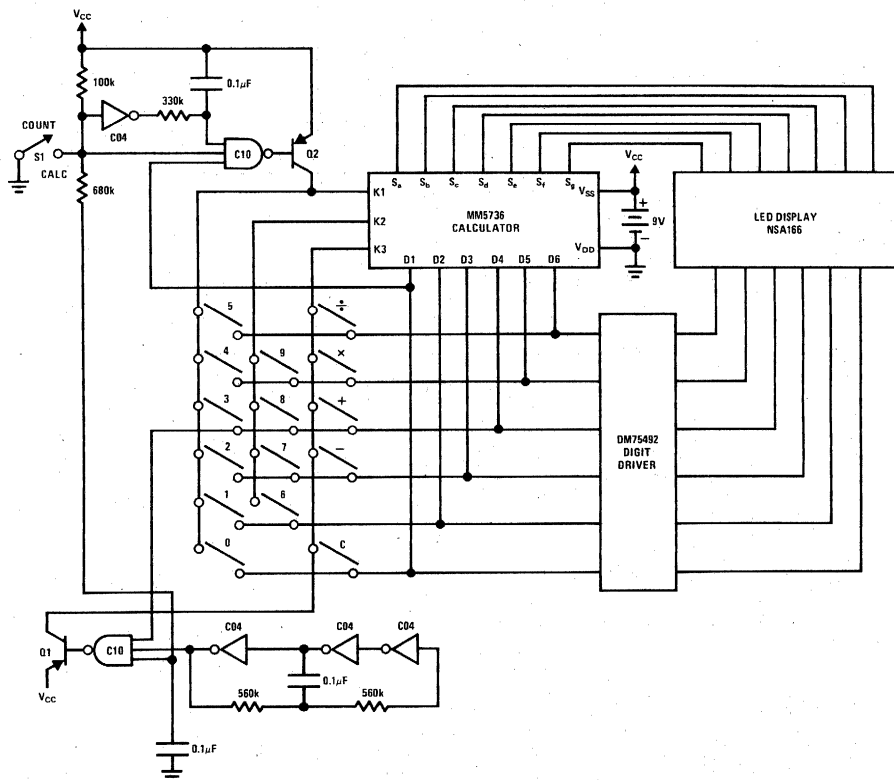 VCC
100k
0.1µF
330k
C04
COUNT
S1
CALC
C10
Q2
680k
K1
K2
K3
Sa Sb Sc Sd Se Sf Sg
VSS
MM5736
CALCULATOR
VDD
D1 D2 D3 D4 D5 D6
VCC
+
9V
−
LED DISPLAY
NSA166
5 ÷
4 9 ×
3 8 +
2 7 −
1 6
0 C
DM75492
DIGIT
DRIVER
Q1
C10
VCC
C04 C04 C04
0.1µF
560k 560k
0.1µF